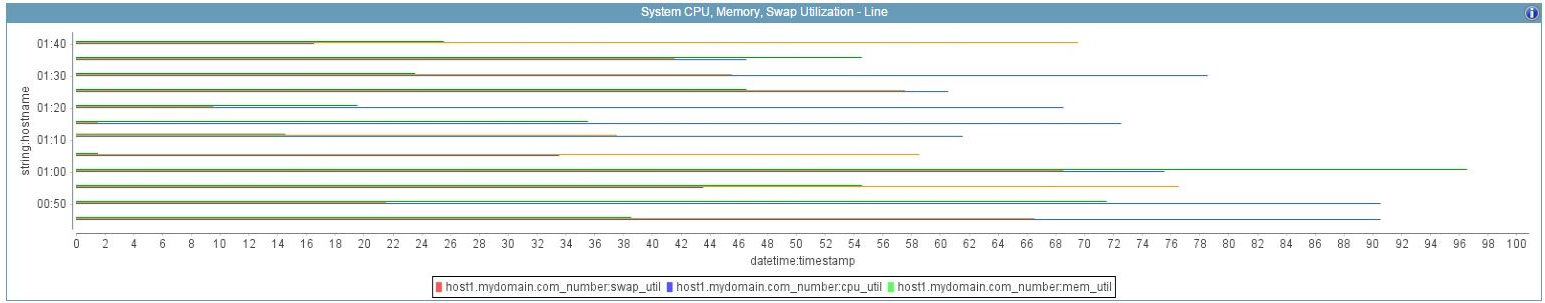 System CPU, Memory, Swap Utilization - Line
string:hostname
01:40
01:30
01:20
01:10
01:00
00:50
0 2 4 6 8 10 12 14 16 18 20 22 24 26 28 30 32 34 36 38 40 42 44 46 48 50 52 54 56 58 60 62 64 66 68 70 72 74 76 78 80 82 84 86 88 90 92 94 96 98 100
datetime:timestamp
host1.mydomain.com_number:swap_util host1.mydomain.com_number:cpu_util host1.mydomain.com_number:mem_util